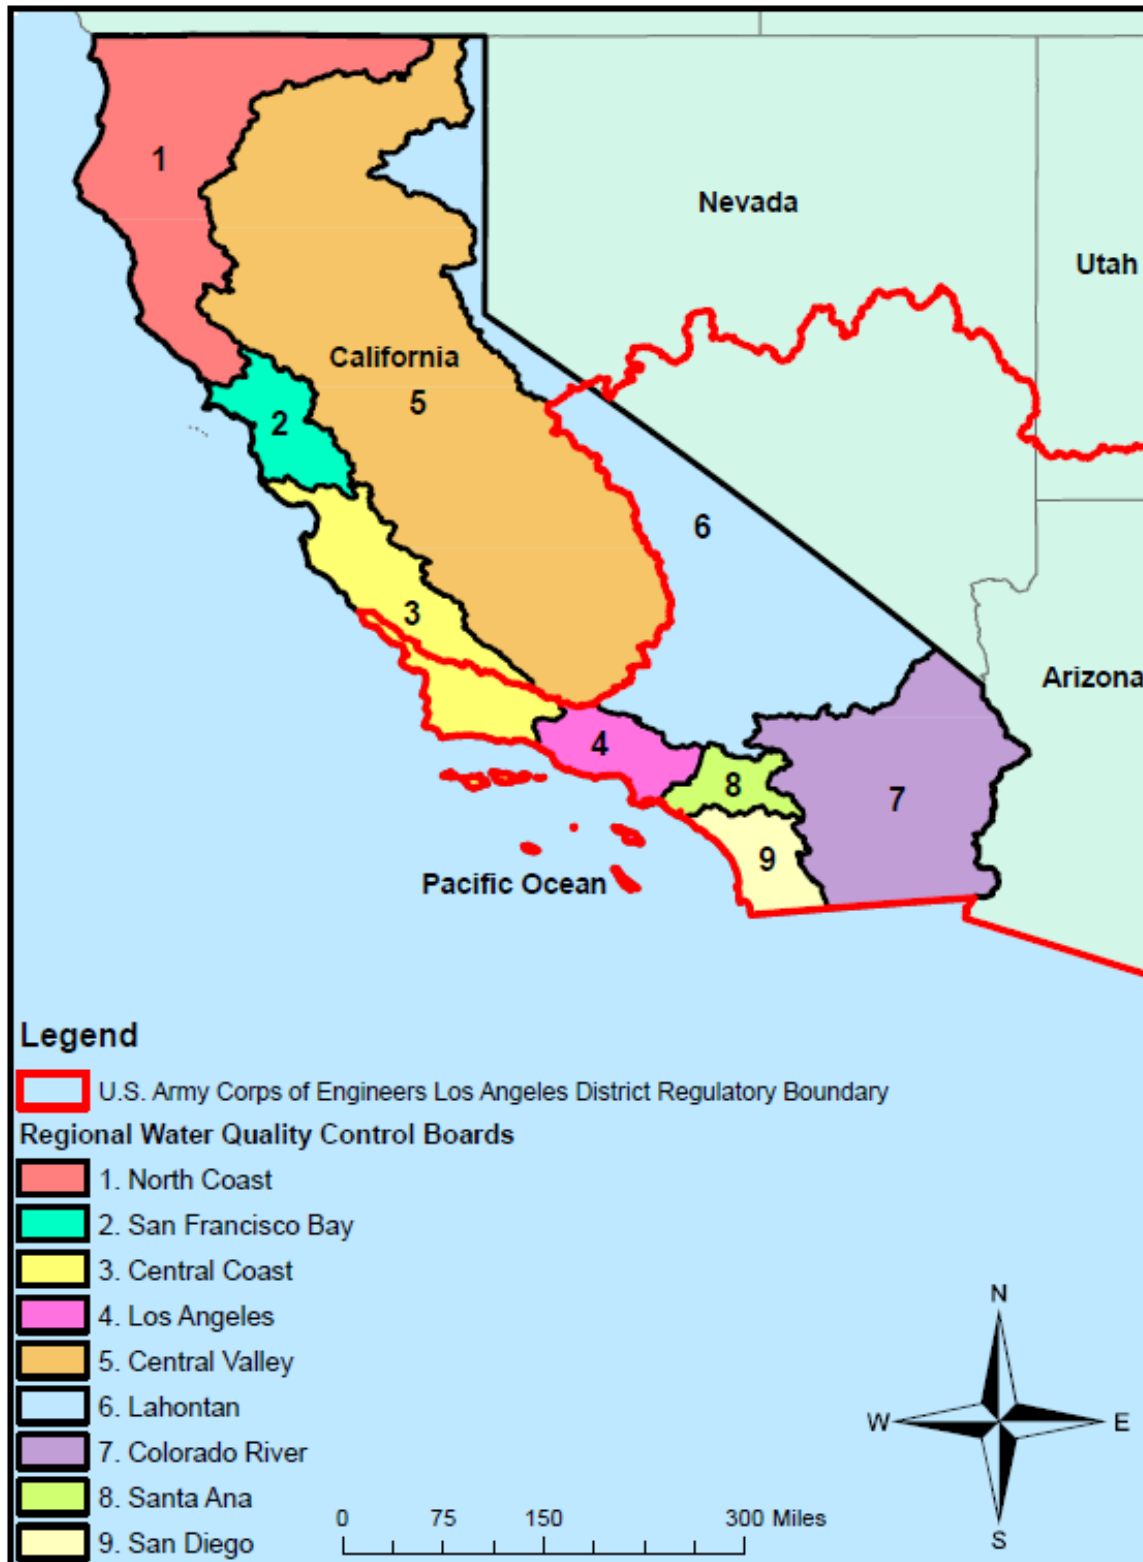 1
Nevada
Utah
California
5
2
6
3
Arizona
4
8
7
9
Pacific Ocean
Legend
U.S. Army Corps of Engineers Los Angeles District Regulatory Boundary
Regional Water Quality Control Boards
1. North Coast
2. San Francisco Bay
3. Central Coast
4. Los Angeles
5. Central Valley
6. Lahontan
7. Colorado River
8. Santa Ana
9. San Diego
N
W E
S
0 75 150 300 Miles